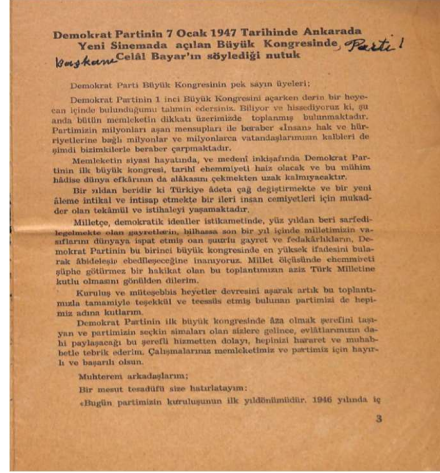 Demokrat Partinin 7 Ocak 1947 Tarihinde Ankarada
Yeni Sinemada açılan Büyük Kongresinde, Parti
Başkanı Celâl Bayar'ın söylediği nutuk
Demokrat Parti Büyük Kongresinin pek sayın üyeleri;
Demokrat Partinin 1 inci Büyük Kongresini açarken derin bir heye-
can içinde bulunduğumu tahmin edersiniz. Biliyor ve hissediyoruz ki, şu
anda bütün memleketin dikkati üzerimizde toplanmış bulunmaktadır.
Partimizin milyonları aşan mensupları ile beraber «İnsan» hak ve hür-
riyetlerine bağlı milyonlar ve milyonlarca vatandaşlarımızın kalbleri de
şimdi bizimkilerle beraber çarpmaktadır.
Memleketin siyasi hayatında, ve medenî inkişafında Demokrat Par-
tinin ilk büyük kongresi, tarihî ehemmiyeti haiz olacak ve bu mühim
hâdise dünya efkârının da alâkasını çekmekten uzak kalmıyacaktır.
Bir yıldan beridir ki Türkiye âdeta çağ değiştirmekte ve bir yeni
âleme intikal ve intisap etmekte bir ileri insan cemiyetleri için mukad-
der olan tekâmül ve istihaleyi yaşamaktadır.
Milletçe, demokratik idealler istikametinde, yüz yıldan beri sarfedi-
legelmekte olan gayretlerin, bilhassa son bir yıl içinde milletimizin va-
sıflarını dünyaya ispat etmiş olan şuurlu gayret ve fedakârlıkların, De-
mokrat Partinin bu birinci büyük kongresinde en yüksek ifadesini bula-
rak âbideleşip ebedîleşeceğine inanıyoruz. Millet ölçüsünde ehemmiyeti
şüphe götürmez bir hakikat olan bu toplantımızın aziz Türk Milletine
kutlu olmasını gönülden dilerim.
Kuruluş ve müteşebbis heyetler devresini aşarak artık bu toplantı-
mızla tamamiyle teşekkül ve teessüs etmiş bulunan partimizi de hepi-
miz adına kutlarım.
Demokrat Partinin ilk büyük kongresinde âza olmak şerefini taşı-
yan ve partimizin seçkin simaları olan sizlere gelince, evlâtlarımızın da-
hi paylaşacağı bu şerefli hizmetten dolayı, hepinizi hararet ve muhab-
betle tebrik ederim. Çalışmalarınız memleketimiz ve partimiz için hayır-
lı ve başarılı olsun.
Muhterem arkadaşlarım;
Bir mesut tesadüfü size hatırlatayım:
«Bugün partimizin kuruluşunun ilk yıldönümüdür. 1946 yılında iç
3